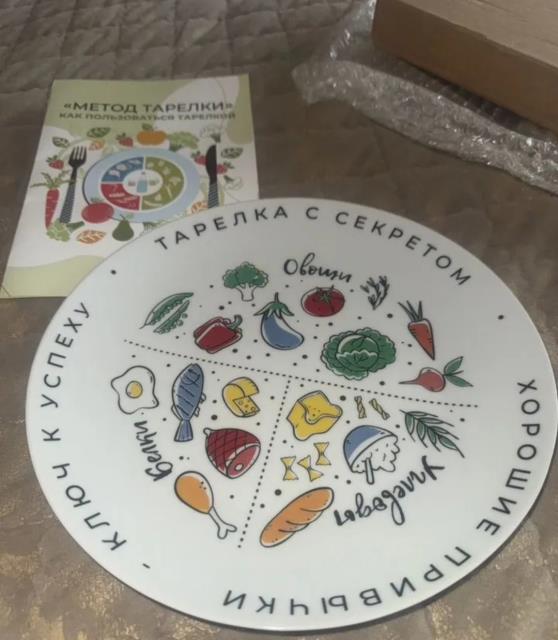 «МЕТОД ТАРЕЛКИ»
КАК ПОЛЬЗОВАТЬСЯ ТАРЕЛКОЙ
• ТАРЕЛКА С СЕКРЕТОМ •
ХОРОШИЕ ПРИВЫЧКИ
- КЛЮЧ К УСПЕХУ
Овощи
Белки
Углеводы